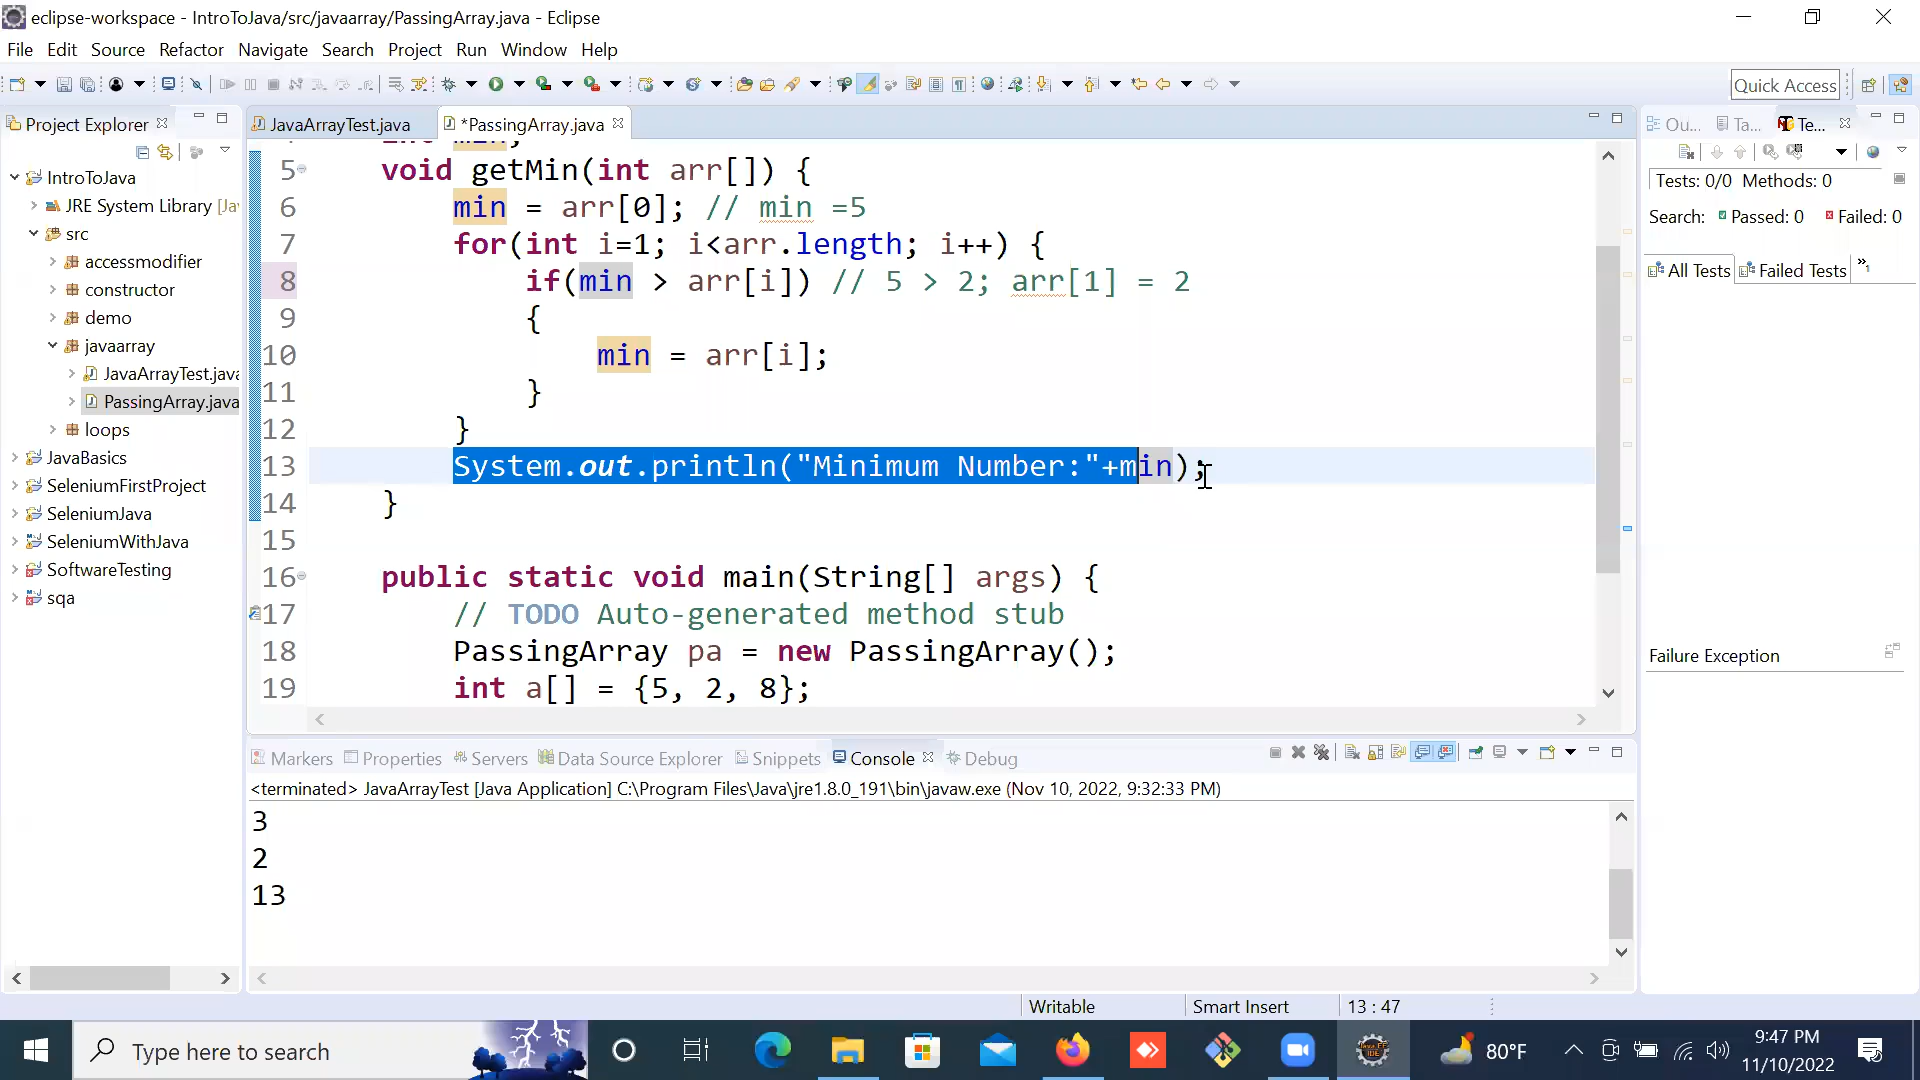 eclipse-workspace - IntroToJava/src/javaarray/PassingArray.java - Eclipse
File Edit Source Refactor Navigate Search Project Run Window Help
Quick Access
Project Explorer
JavaArrayTest.java
*PassingArray.java
Ou... Ta... Te...
IntroToJava
JRE System Library [Ja
src
accessmodifier
constructor
demo
javaarray
JavaArrayTest.java
PassingArray.java
loops
JavaBasics
SeleniumFirstProject
SeleniumJava
SeleniumWithJava
SoftwareTesting
sqa
5 void getMin(int arr[]) {
6 min = arr[0]; // min =5
7 for(int i=1; i<arr.length; i++) {
8 if(min > arr[i]) // 5 > 2; arr[1] = 2
9 {
10 min = arr[i];
11 }
12 }
13 System.out.println("Minimum Number:"+min);
14 }
15
16 public static void main(String[] args) {
17 // TODO Auto-generated method stub
18 PassingArray pa = new PassingArray();
19 int a[] = {5, 2, 8};
Tests: 0/0 Methods: 0
Search: Passed: 0 Failed: 0
All Tests Failed Tests »1
Failure Exception
Markers Properties Servers Data Source Explorer Snippets Console Debug
<terminated> JavaArrayTest [Java Application] C:\Program Files\Java\jre1.8.0_191\bin\javaw.exe (Nov 10, 2022, 9:32:33 PM)
3
2
13
Writable Smart Insert 13 : 47
Type here to search
80°F
9:47 PM
11/10/2022